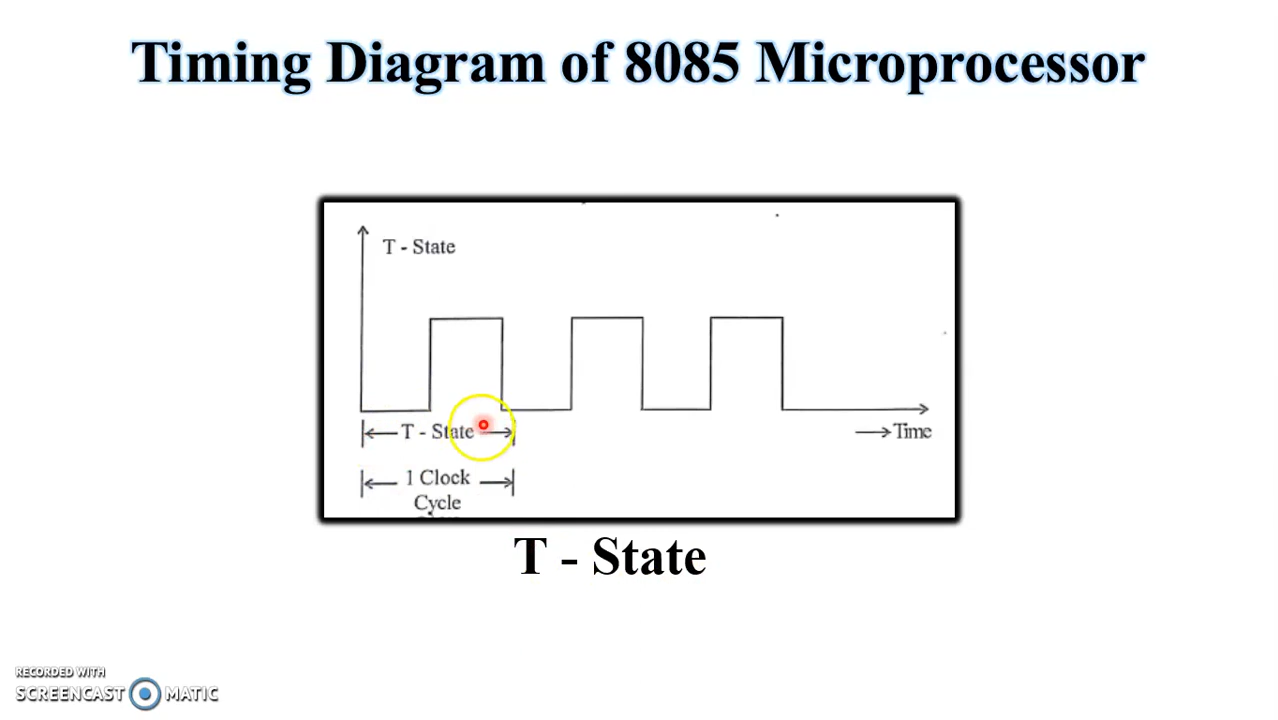 Timing Diagram of 8085 Microprocessor
T - State
T - State
Time
1 Clock
Cycle
T - State
RECORDED WITH
SCREENCAST MATIC